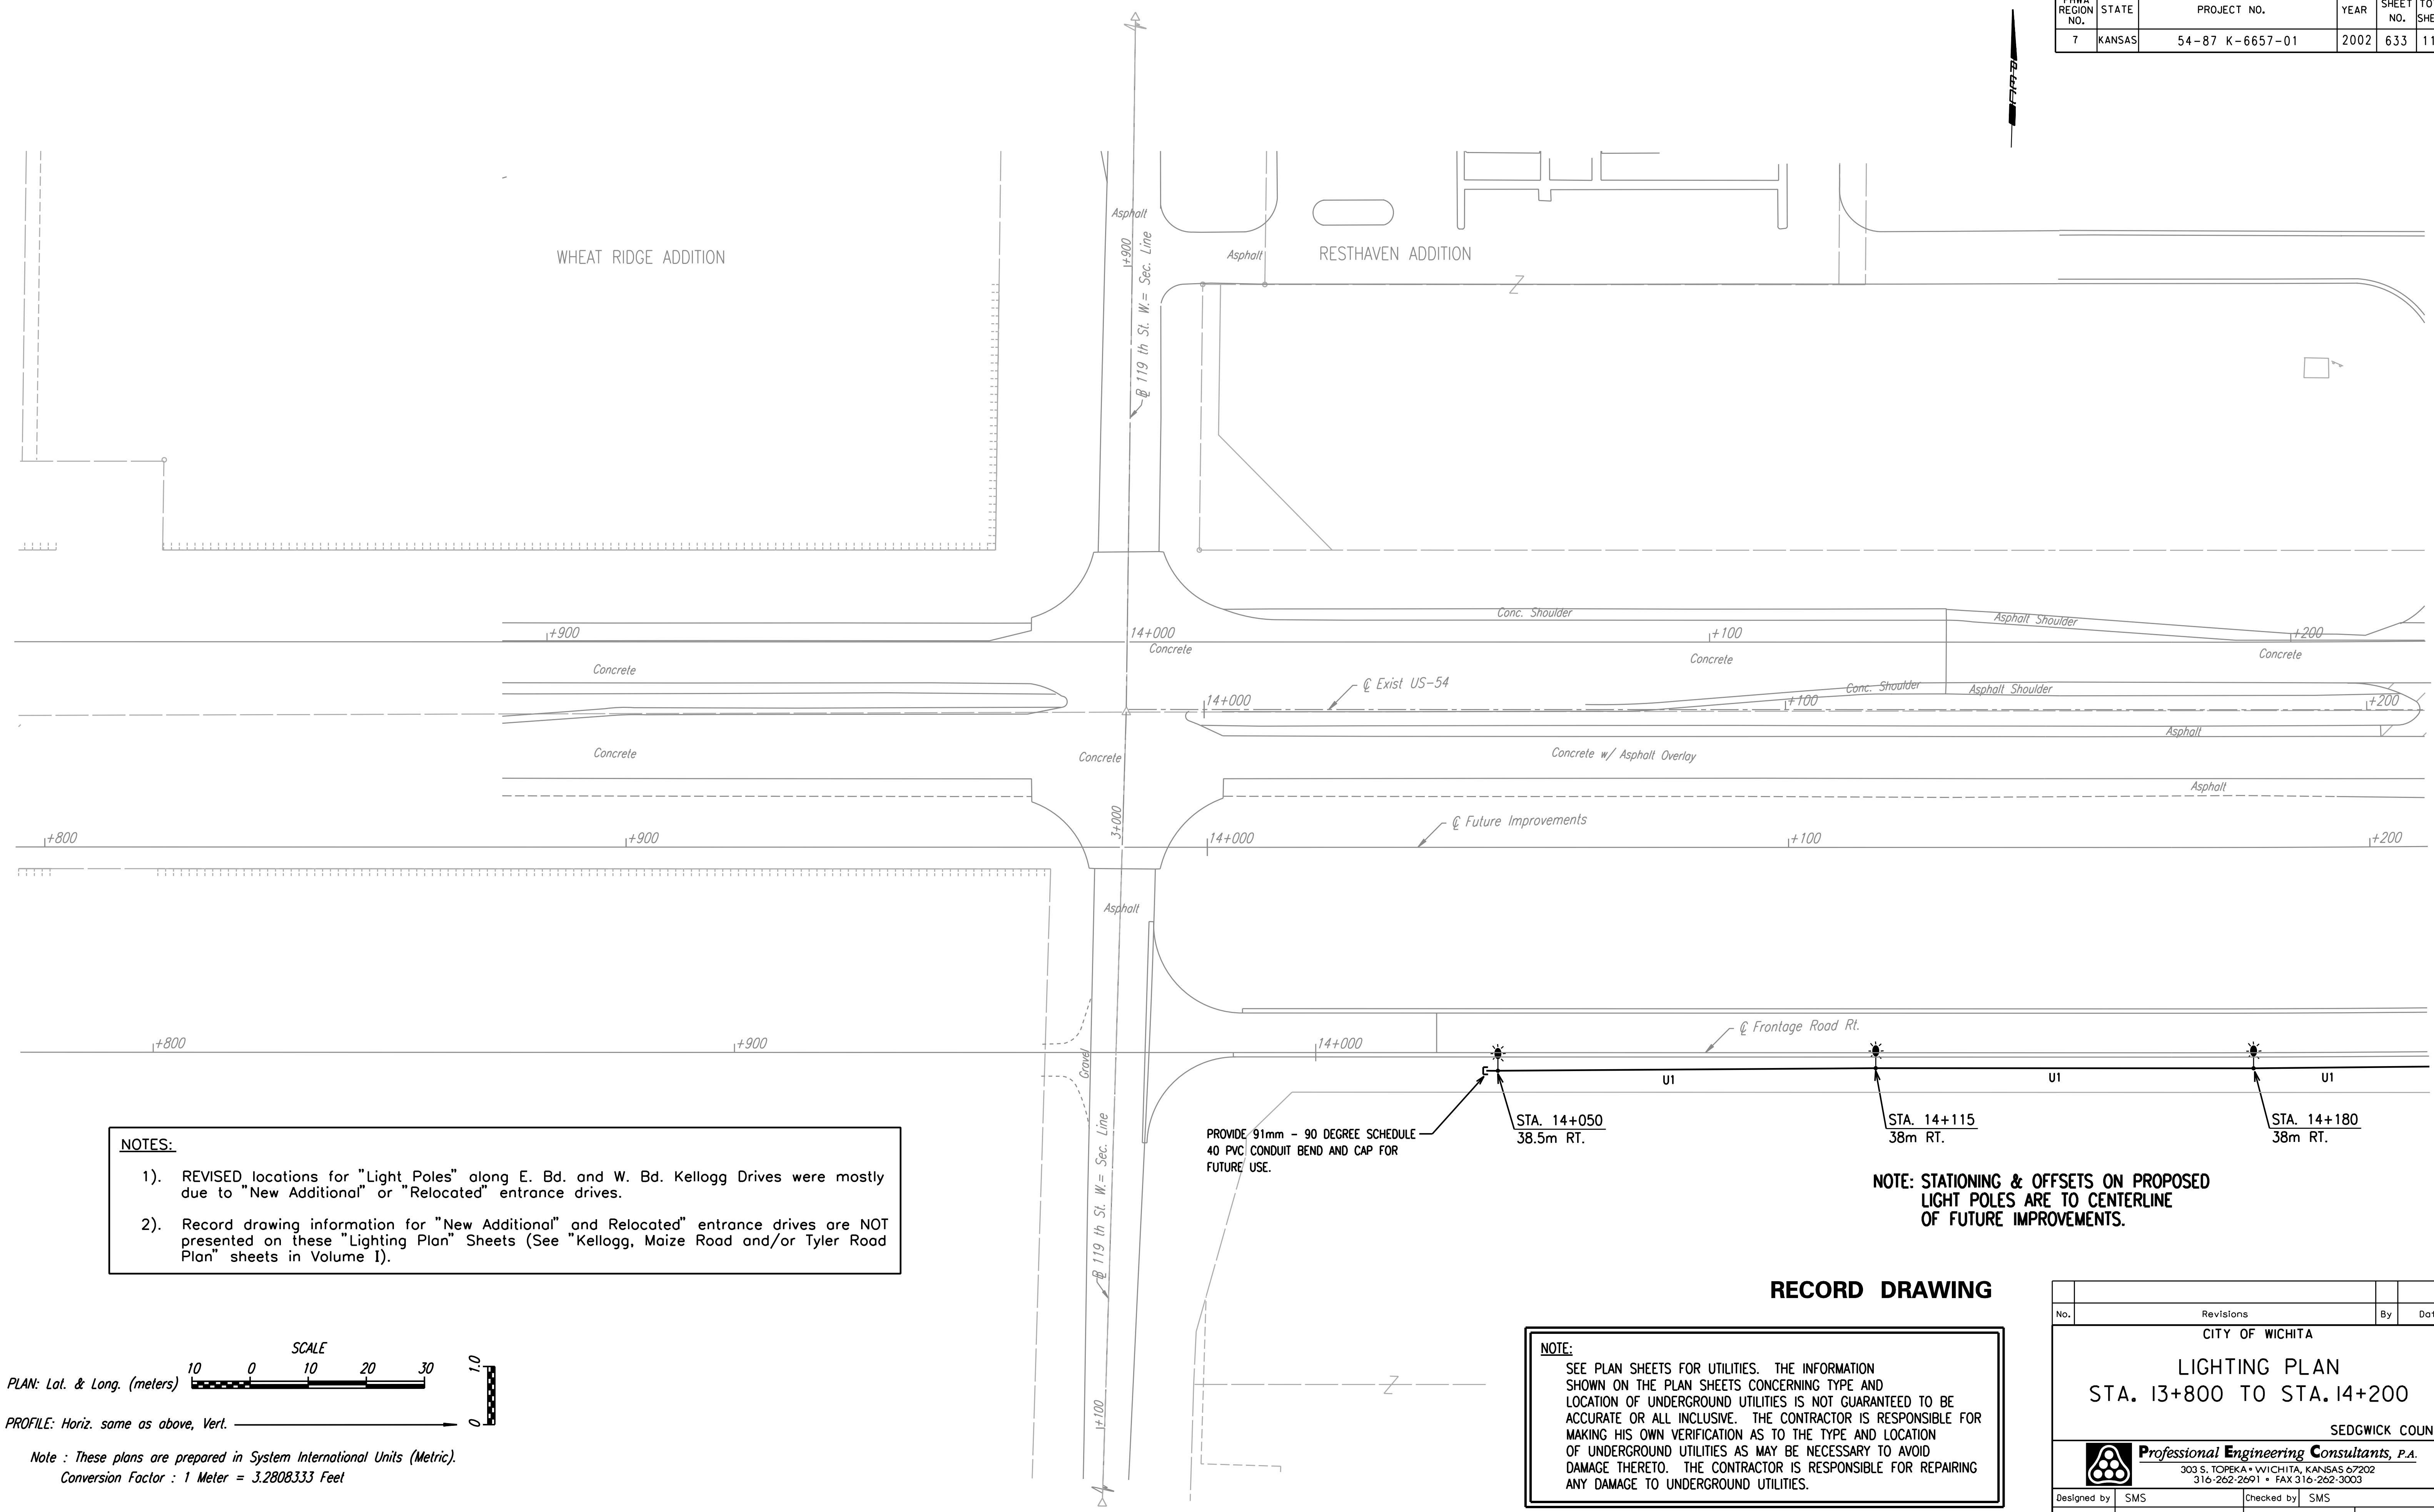 FHWA REGION NO.
STATE
PROJECT NO.
YEAR
SHEET NO.
7
KANSAS
54-87 K-6657-01
2002
633
WHEAT RIDGE ADDITION
Asphalt
1+900
℄ 119 th St. W.= Sec. Line
Asphalt
RESTHAVEN ADDITION
Conc. Shoulder
Asphalt Shoulder
+900
14+000
+100
+200
Concrete
Concrete
Concrete
Concrete
℄ Exist US-54
Conc. Shoulder
Asphalt Shoulder
14+000
+100
+200
Asphalt
Concrete
Concrete
Concrete w/ Asphalt Overlay
Asphalt
3+000
℄ Future Improvements
+800
+900
14+000
+100
+200
Asphalt
℄ Frontage Road Rt.
+800
+900
14+000
Gravel
U1
U1
U1
STA. 14+050
38.5m RT.
STA. 14+115
38m RT.
STA. 14+180
38m RT.
PROVIDE 91mm - 90 DEGREE SCHEDULE
40 PVC CONDUIT BEND AND CAP FOR
FUTURE USE.
NOTE: STATIONING & OFFSETS ON PROPOSED
LIGHT POLES ARE TO CENTERLINE
OF FUTURE IMPROVEMENTS.
℄ 119 th St. W.= Sec. Line
1+100
NOTES:
1). REVISED locations for "Light Poles" along E. Bd. and W. Bd. Kellogg Drives were mostly
due to "New Additional" or "Relocated" entrance drives.
2). Record drawing information for "New Additional" and Relocated" entrance drives are NOT
presented on these "Lighting Plan" Sheets (See "Kellogg, Maize Road and/or Tyler Road
Plan" sheets in Volume I).
SCALE
10 0 10 20 30
PLAN: Lat. & Long. (meters)
1.0
0
PROFILE: Horiz. same as above, Vert.
Note : These plans are prepared in System International Units (Metric).
Conversion Factor : 1 Meter = 3.2808333 Feet
RECORD DRAWING
NOTE:
SEE PLAN SHEETS FOR UTILITIES. THE INFORMATION
SHOWN ON THE PLAN SHEETS CONCERNING TYPE AND
LOCATION OF UNDERGROUND UTILITIES IS NOT GUARANTEED TO BE
ACCURATE OR ALL INCLUSIVE. THE CONTRACTOR IS RESPONSIBLE FOR
MAKING HIS OWN VERIFICATION AS TO THE TYPE AND LOCATION
OF UNDERGROUND UTILITIES AS MAY BE NECESSARY TO AVOID
DAMAGE THERETO. THE CONTRACTOR IS RESPONSIBLE FOR REPAIRING
ANY DAMAGE TO UNDERGROUND UTILITIES.
No. Revisions By
CITY OF WICHITA
LIGHTING PLAN
STA. 13+800 TO STA. 14+200
SEDGWICK COUN
Professional Engineering Consultants, P.A.
303 S. TOPEKA • WICHITA, KANSAS 67202
316-262-2691 • FAX 316-262-3003
Designed by SMS Checked by SMS